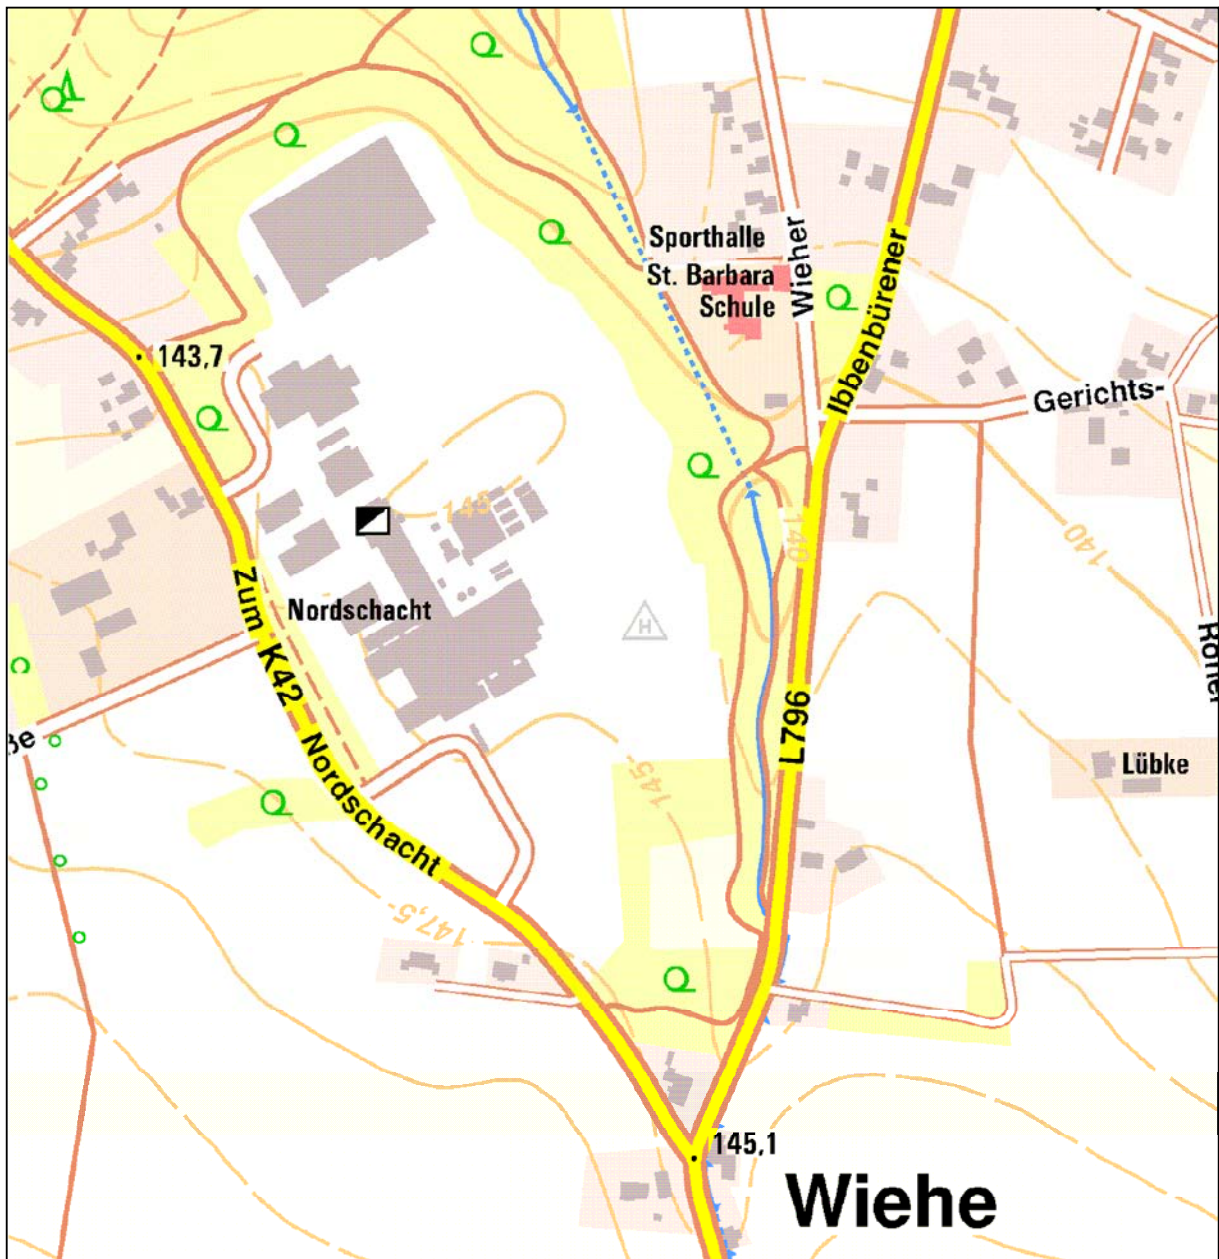 Sporthalle
St. Barbara
Schule
Wieher
Ibbenbürener
143,7
Gerichts-
145
140
140
Zum K42 Nordschacht
Nordschacht
H
L796
145
Lübke
147,5
145,1
Wiehe